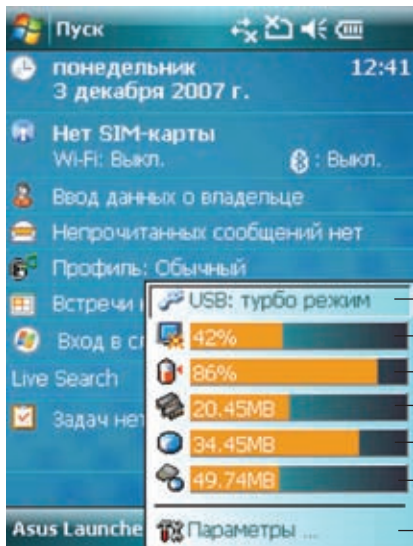 Пуск
понедельник 12:41
3 декабря 2007 г.
Нет SIM-карты
Wi-Fi: Выкл. : Выкл.
Ввод данных о владельце
Непрочитанных сообщений нет
Профиль: Обычный
Встречи
USB: турбо режим
Вход в
42%
86%
Live Search
20.45MB
Задач нет
34.45MB
49.74MB
Asus Launche
Параметры ...